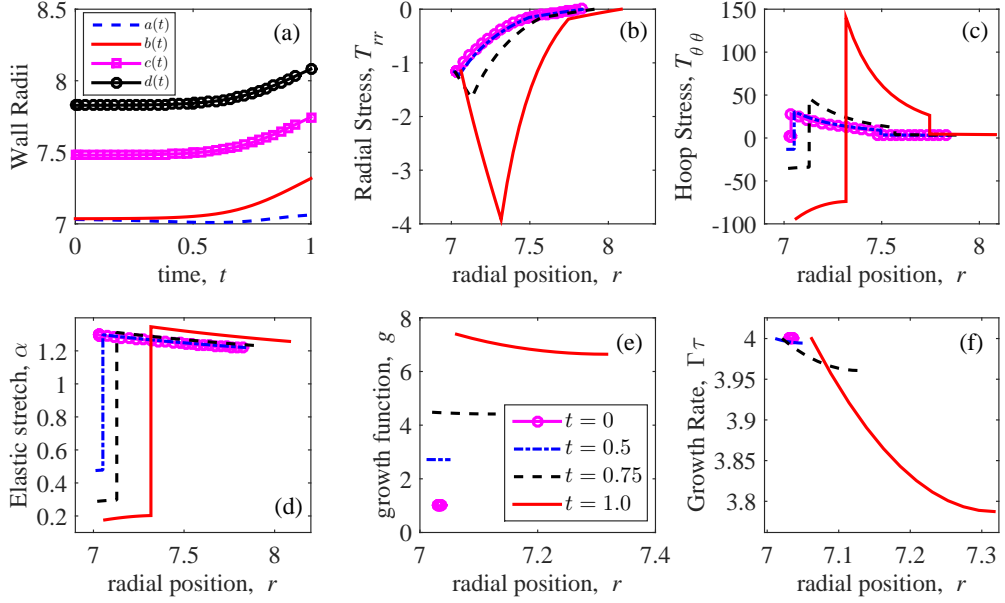 8.5
8
7.5
7
0
0.5
1
Wall Radii
time, t
(a)
a(t)
b(t)
c(t)
d(t)
0
-1
-2
-3
-4
7
7.5
8
Radial Stress, T_rr
radial position, r
(b)
150
100
50
0
-50
-100
7
7.5
8
Hoop Stress, T_θθ
radial position, r
(c)
1.2
1
0.8
0.6
0.4
0.2
7
7.5
8
Elastic stretch, α
radial position, r
(d)
8
6
4
2
0
7
7.2
7.4
growth function, g
radial position, r
(e)
t = 0
t = 0.5
t = 0.75
t = 1.0
4
3.95
3.9
3.85
3.8
7
7.1
7.2
7.3
Growth Rate, Γτ
radial position, r
(f)